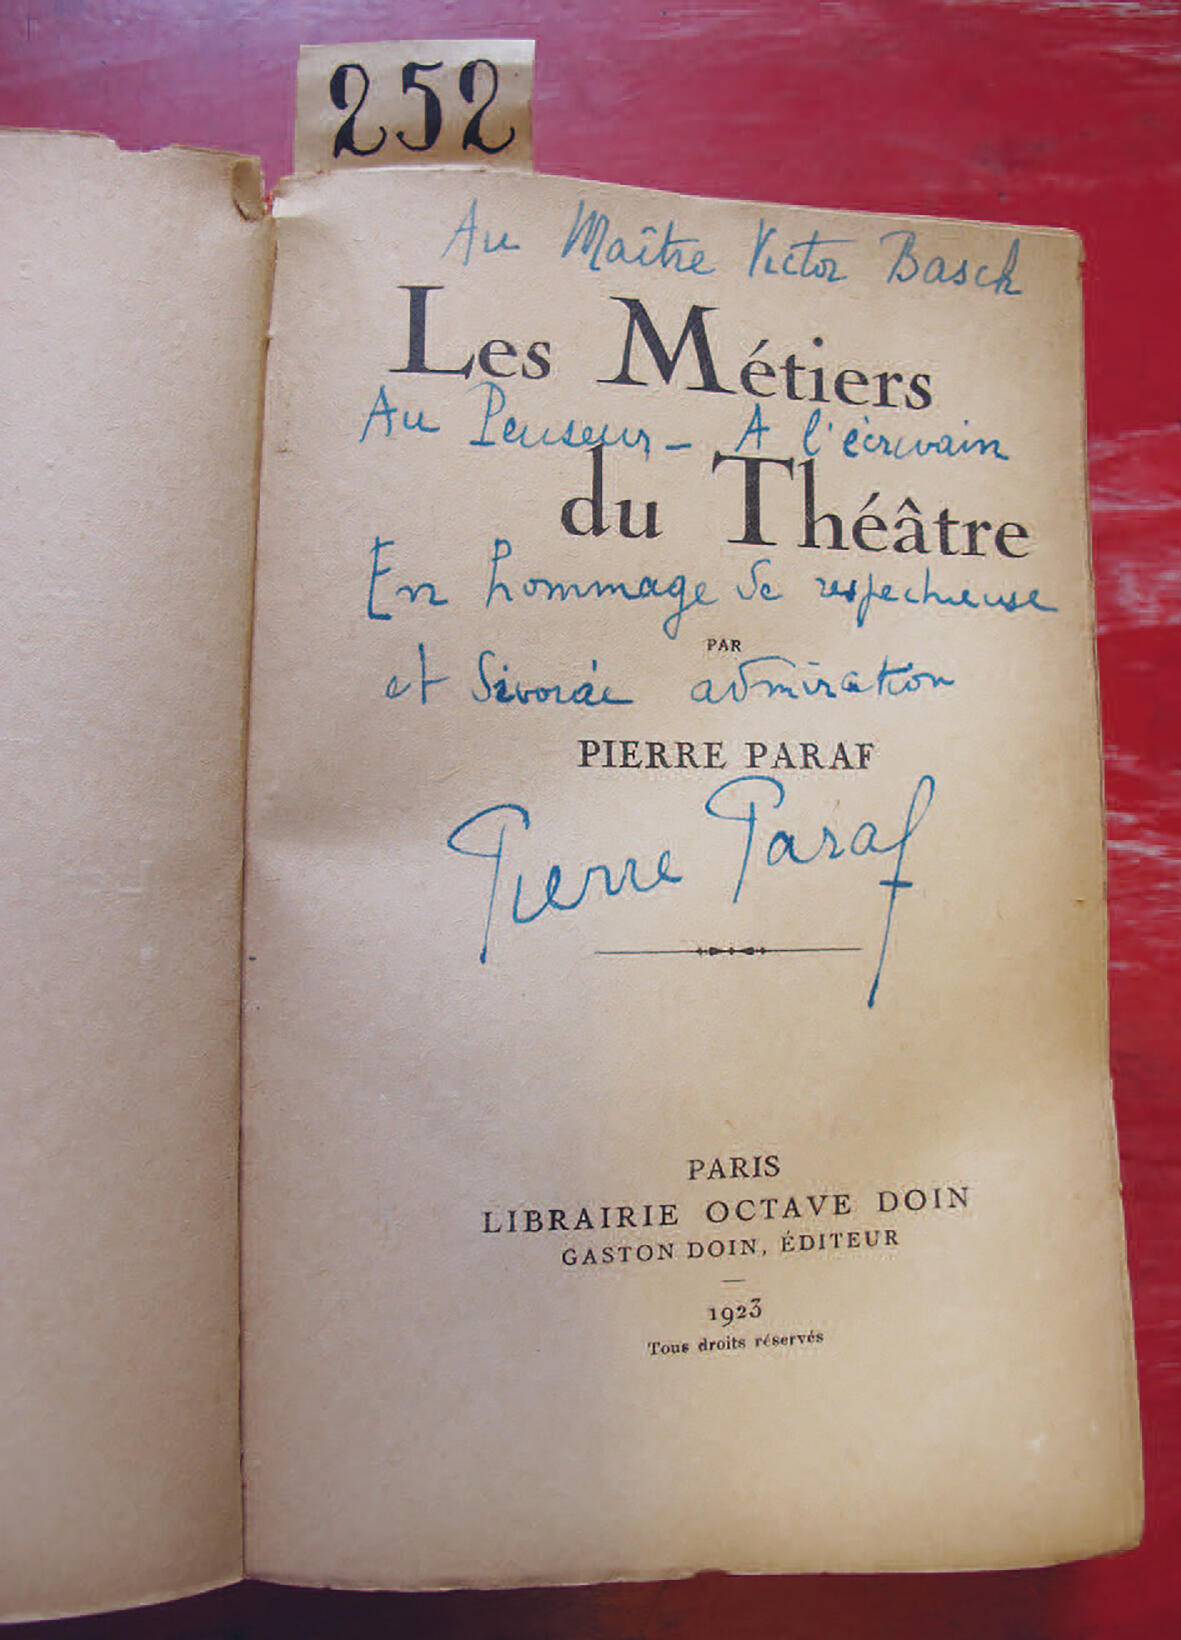 252
Au Maître Victor Basch
Les Métiers
Au Penseur - A l'écrivain
du Théâtre
En hommage de respectueuse
PAR
et dévouée admiration
PIERRE PARAF
Pierre Paraf
PARIS
LIBRAIRIE OCTAVE DOIN
GASTON DOIN, ÉDITEUR
1923
Tous droits réservés